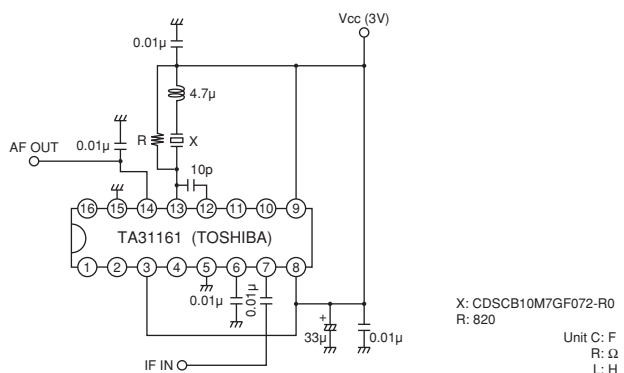 Vcc (3V)
0.01μ
4.7μ
R
X
0.01μ
AF OUT
10p
16 15 14 13 12 11 10 9
TA31161 (TOSHIBA)
1 2 3 4 5 6 7 8
0.01μ
0.01μ
+
33μ
0.01μ
IF IN
X: CDSCB10M7GF072-R0
R: 820
Unit C: F
R: Ω
L: H